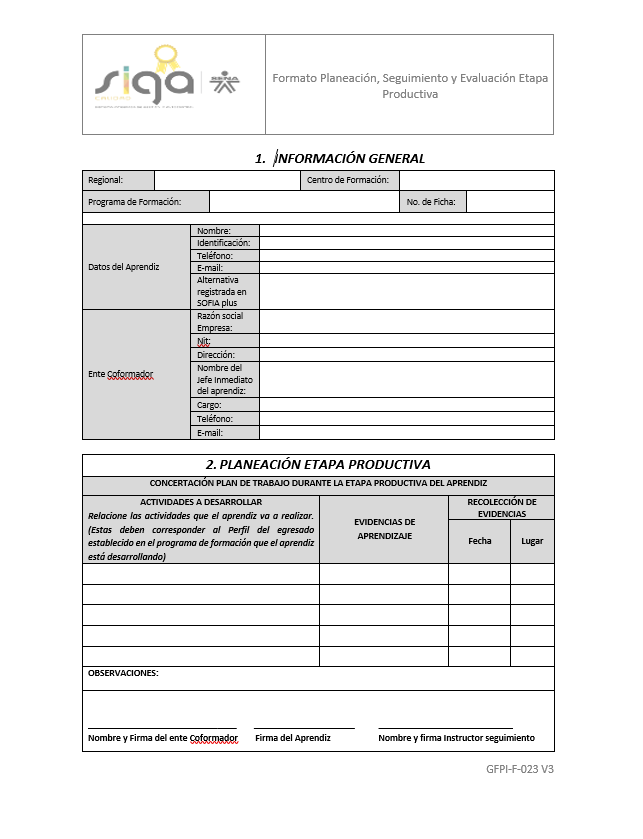 siga
SENA
Formato Planeación, Seguimiento y Evaluación Etapa
Productiva
1. INFORMACIÓN GENERAL
Regional:
Centro de Formación:
Programa de Formación:
No. de Ficha:
Datos del Aprendiz
Nombre:
Identificación:
Teléfono:
E-mail:
Alternativa
registrada en
SOFIA plus
Ente Coformador
Razón social
Empresa:
Nit:
Dirección:
Nombre del
Jefe Inmediato
del aprendiz:
Cargo:
Teléfono:
E-mail:
2. PLANEACIÓN ETAPA PRODUCTIVA
CONCERTACIÓN PLAN DE TRABAJO DURANTE LA ETAPA PRODUCTIVA DEL APRENDIZ
ACTIVIDADES A DESARROLLAR
Relacione las actividades que el aprendiz va a realizar.
(Estas deben corresponder al Perfil del egresado
establecido en el programa de formación que el aprendiz
está desarrollando)
EVIDENCIAS DE
APRENDIZAJE
RECOLECCIÓN DE
EVIDENCIAS
Fecha
Lugar
OBSERVACIONES:
Nombre y Firma del ente Coformador
Firma del Aprendiz
Nombre y firma Instructor seguimiento
GFPI-F-023 V3